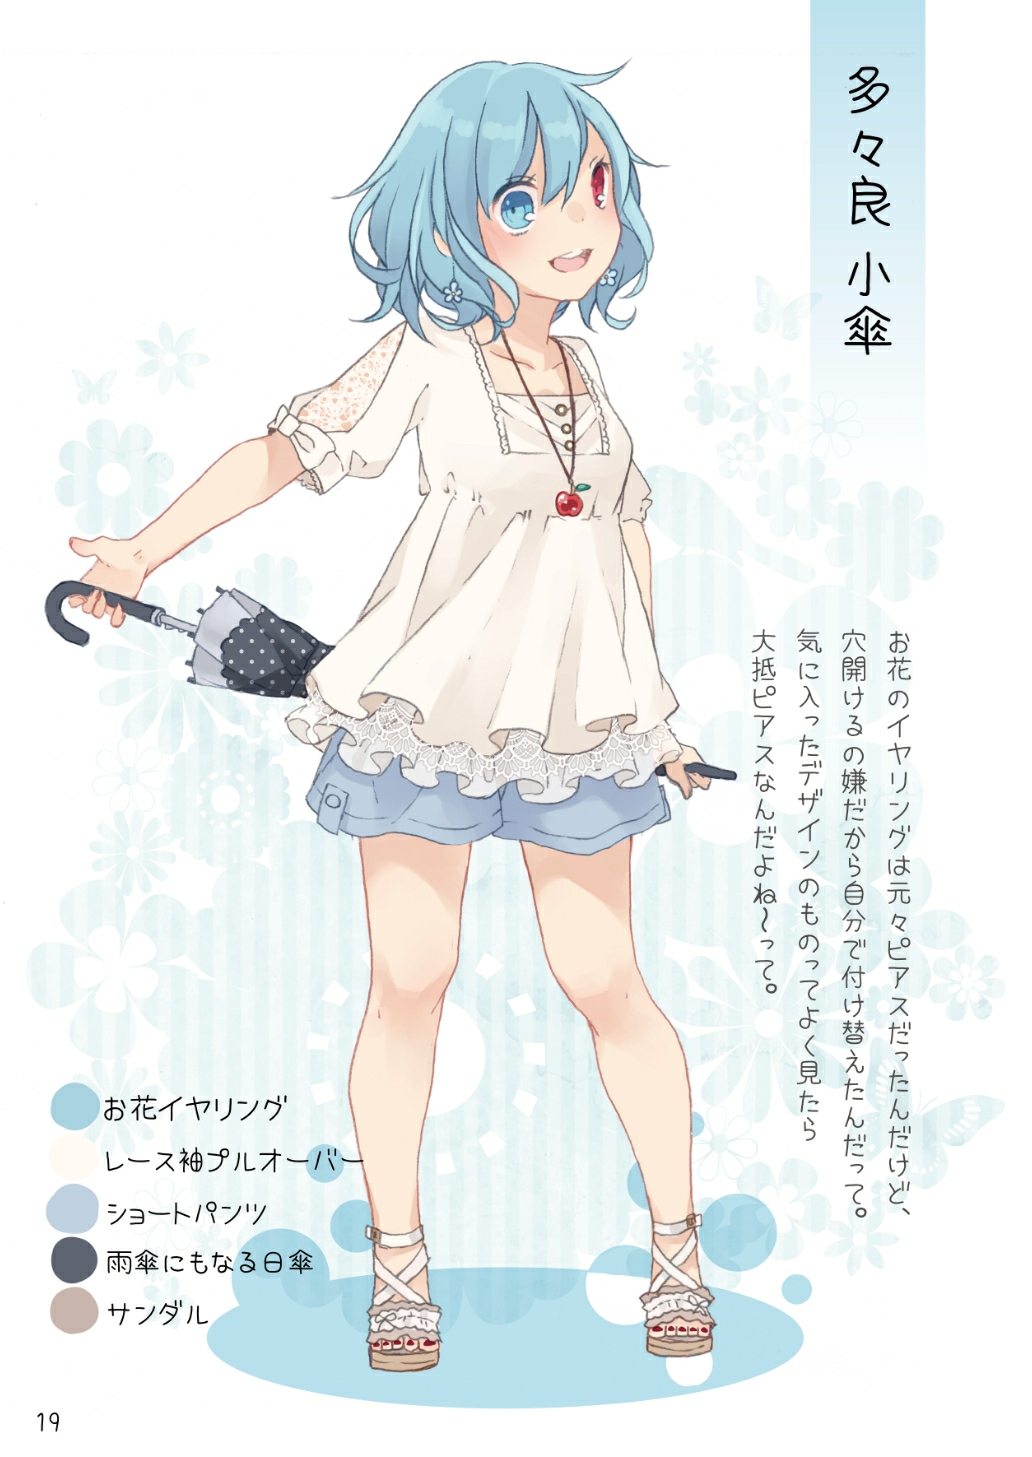 多々良 小傘
お花のイヤリングは元々ピアスだったんだけど、
穴開けるの嫌だから自分で付け替えたんだって。
気に入ったデザインのものってよく見たら
大抵ピアスなんだよね〜って。
お花イヤリング
レース袖プルオーバー
ショートパンツ
雨傘にもなる日傘
サンダル
19